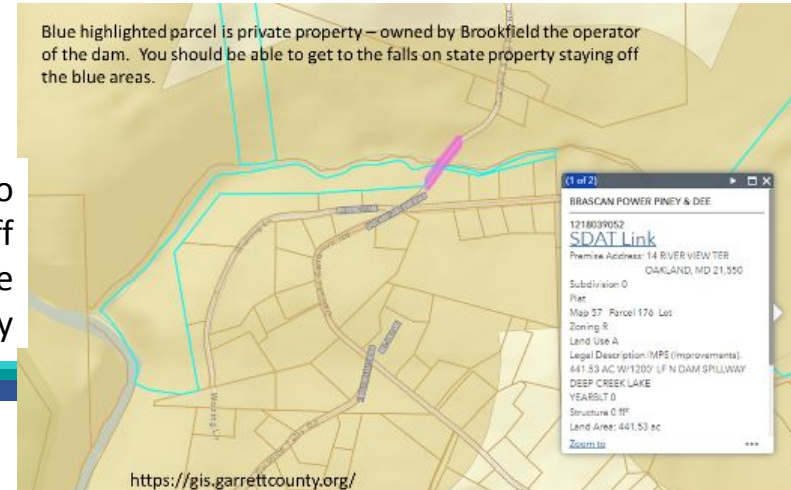 Blue highlighted parcel is private property – owned by Brookfield the operator
of the dam. You should be able to get to the falls on state property staying off
the blue areas.
o
ff
e
y
(1 of 2)
BRASCAN POWER PINEY & DEE
1218039052
SDAT Link
Premise Address: 14 RIVER VIEW TER
OAKLAND, MD 21,550
Subdivision 0
Plat
Map 57 Parcel 176 Lot
Zoning R
Land Use A
Legal Description IMPS (Improvements).
441.53 AC W/1200' LF N DAM SPILLWAY
DEEP CREEK LAKE
YEARBLT 0
Structure 0 ft²
Land Area: 441.53 ac
Zoom to
https://gis.garrettcounty.org/